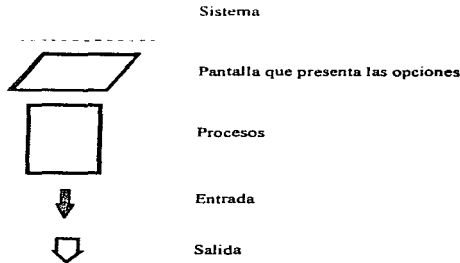 Sistema
Pantalla que presenta las opciones
Procesos
Entrada
Salida